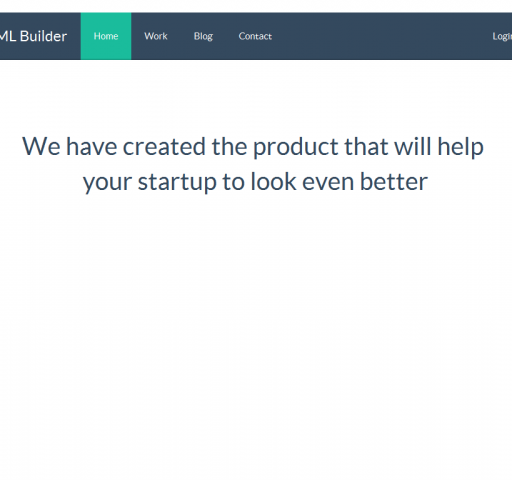 ML Builder Home Work Blog Contact Login
We have created the product that will help
your startup to look even better